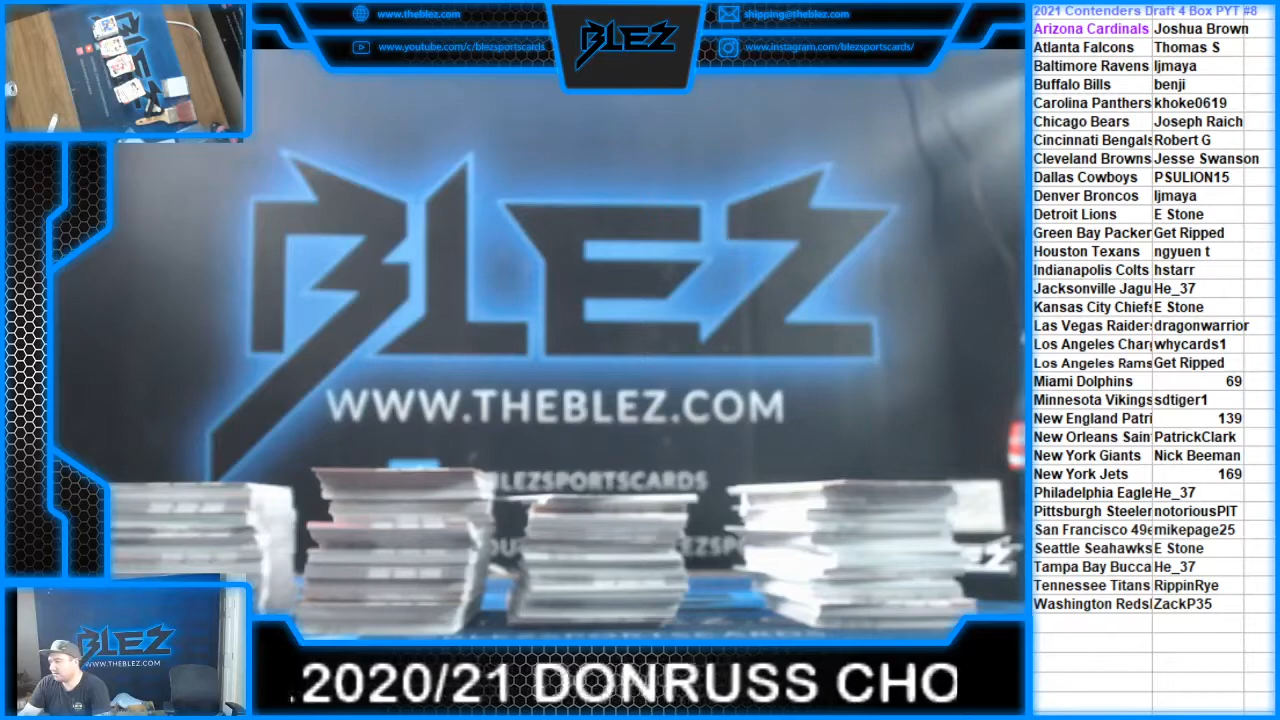 www.theblez.com
BLEZ
shipping@theblez.com
www.youtube.com/c/blezsportscards
www.instagram.com/blezsportscards/
BLEZ
WWW.THEBLEZ.COM
BLEZSPORTSCARDS
BLEZ
WWW.THEBLEZ.COM
.2020/21 DONRUSS CHO
2021 Contenders Draft 4 Box PYT #8
Arizona Cardinals Joshua Brown
Atlanta Falcons Thomas S
Baltimore Ravens ljmaya
Buffalo Bills benji
Carolina Panthers khoke0619
Chicago Bears Joseph Raich
Cincinnati Bengals Robert G
Cleveland Browns Jesse Swanson
Dallas Cowboys PSULION15
Denver Broncos ljmaya
Detroit Lions E Stone
Green Bay Packer Get Ripped
Houston Texans ngyuen t
Indianapolis Colts hstarr
Jacksonville Jagu He_37
Kansas City Chiefs E Stone
Las Vegas Raiders dragonwarrior
Los Angeles Char whycards1
Los Angeles Rams Get Ripped
Miami Dolphins 69
Minnesota Vikings sdtiger1
New England Patri 139
New Orleans Sain PatrickClark
New York Giants Nick Beeman
New York Jets 169
Philadelphia Eagle He_37
Pittsburgh Steeler notoriousPIT
San Francisco 49e mikepage25
Seattle Seahawks E Stone
Tampa Bay Bucca He_37
Tennessee Titans RippinRye
Washington Redsl ZackP35